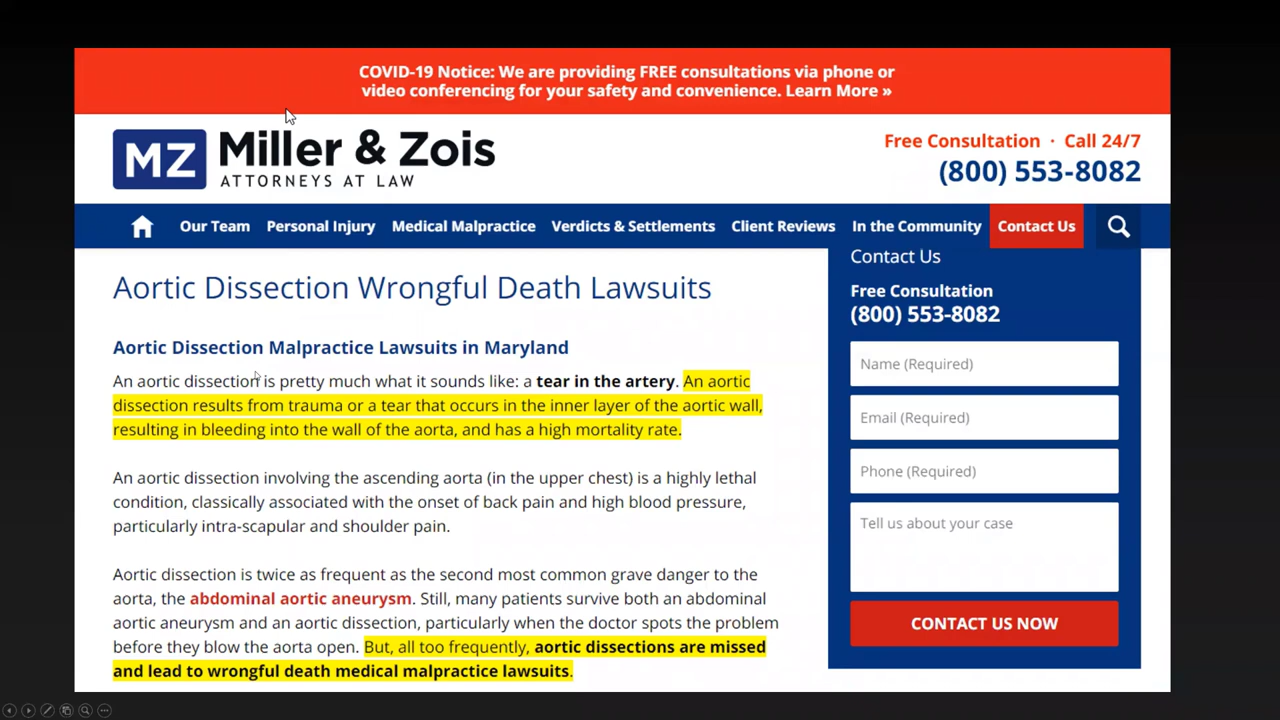 COVID-19 Notice: We are providing FREE consultations via phone or
video conferencing for your safety and convenience. Learn More »
MZ
Miller & Zois
ATTORNEYS AT LAW
Free Consultation · Call 24/7
(800) 553-8082
Our Team
Personal Injury
Medical Malpractice
Verdicts & Settlements
Client Reviews
In the Community
Contact Us
Aortic Dissection Wrongful Death Lawsuits
Aortic Dissection Malpractice Lawsuits in Maryland
An aortic dissection is pretty much what it sounds like: a tear in the artery. An aortic
dissection results from trauma or a tear that occurs in the inner layer of the aortic wall,
resulting in bleeding into the wall of the aorta, and has a high mortality rate.
An aortic dissection involving the ascending aorta (in the upper chest) is a highly lethal
condition, classically associated with the onset of back pain and high blood pressure,
particularly intra-scapular and shoulder pain.
Aortic dissection is twice as frequent as the second most common grave danger to the
aorta, the abdominal aortic aneurysm. Still, many patients survive both an abdominal
aortic aneurysm and an aortic dissection, particularly when the doctor spots the problem
before they blow the aorta open. But, all too frequently, aortic dissections are missed
and lead to wrongful death medical malpractice lawsuits.
Contact Us
Free Consultation
(800) 553-8082
Name (Required)
Email (Required)
Phone (Required)
Tell us about your case
CONTACT US NOW